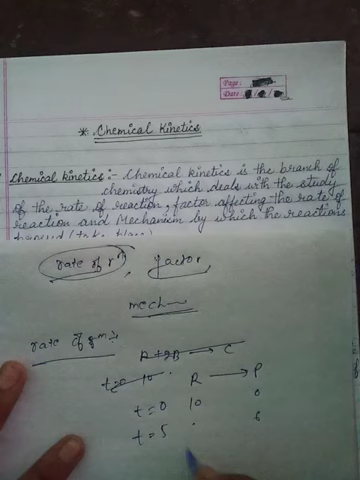 Page:
Date:
* Chemical Kinetics
Chemical kinetics:- Chemical kinetics is the branch of
chemistry which deals with the study
of the rate of reaction, factor affecting the rate of
reaction and Mechanism by which the reactions
rate of rxn, factor,
mech
rate of rxn:
A + 2B → C
t=0 10
R → P
t=0 10 0
t=5 .